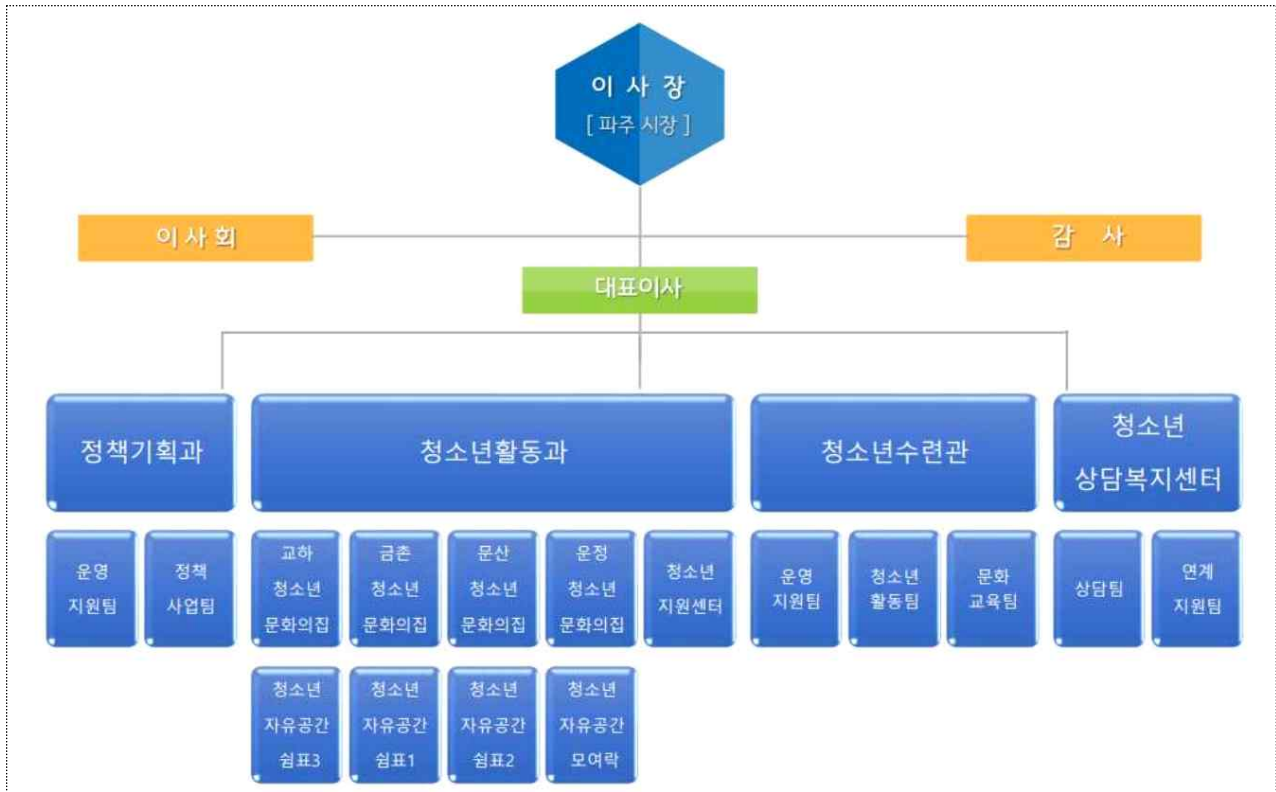 이 사 장
[ 파주 시장 ]
이 사 회
감 사
대표이사
정책기획과
청소년활동과
청소년수련관
청소년
상담복지센터
운영
지원팀
정책
사업팀
교하
청소년
문화의집
금촌
청소년
문화의집
문산
청소년
문화의집
운정
청소년
문화의집
청소년
지원센터
운영
지원팀
청소년
활동팀
문화
교육팀
상담팀
연계
지원팀
청소년
자유공간
쉼표3
청소년
자유공간
쉼표1
청소년
자유공간
쉼표2
청소년
자유공간
모여락